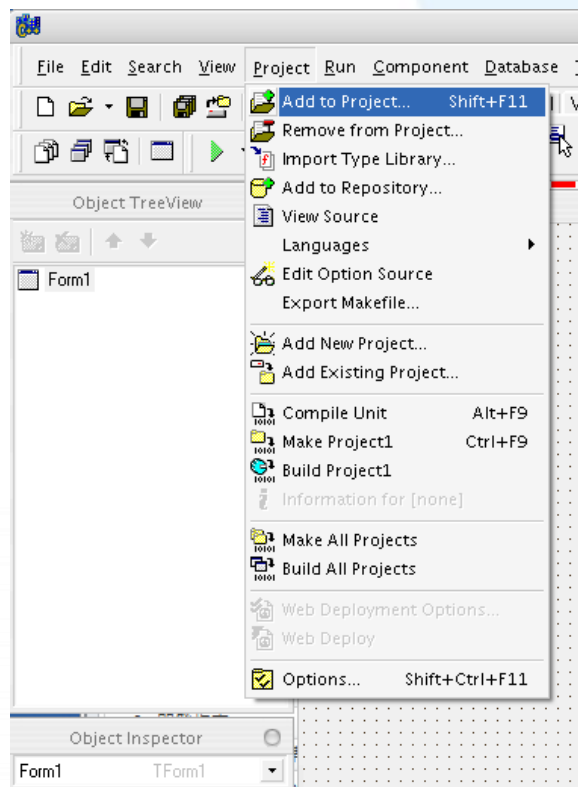 File Edit Search View Project Run Component Database
Add to Project... Shift+F11
Remove from Project...
Import Type Library...
Add to Repository...
View Source
Languages
Edit Option Source
Export Makefile...
Add New Project...
Add Existing Project...
Compile Unit Alt+F9
Make Project1 Ctrl+F9
Build Project1
Information for [none]
Make All Projects
Build All Projects
Web Deployment Options...
Web Deploy
Options... Shift+Ctrl+F11
Object TreeView
Form1
Object Inspector
Form1 TForm1